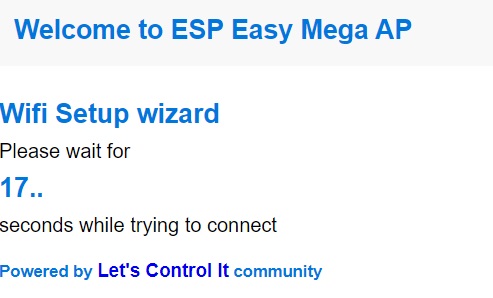 Welcome to ESP Easy Mega AP
Wifi Setup wizard
Please wait for
17..
seconds while trying to connect
Powered by Let's Control It community